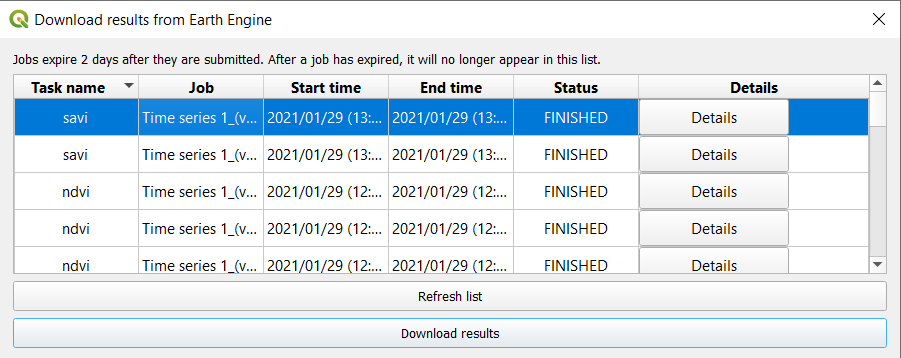 Download results from Earth Engine
Jobs expire 2 days after they are submitted. After a job has expired, it will no longer appear in this list.
Task name Job Start time End time Status Details
savi Time series 1_(v... 2021/01/29 (13:... 2021/01/29 (13:... FINISHED Details
savi Time series 1_(v... 2021/01/29 (13:... 2021/01/29 (13:... FINISHED Details
ndvi Time series 1_(v... 2021/01/29 (12:... 2021/01/29 (12:... FINISHED Details
ndvi Time series 1_(v... 2021/01/29 (12:... 2021/01/29 (12:... FINISHED Details
ndvi Time series 1_(v... 2021/01/29 (12:... 2021/01/29 (12:... FINISHED Details
Refresh list
Download results